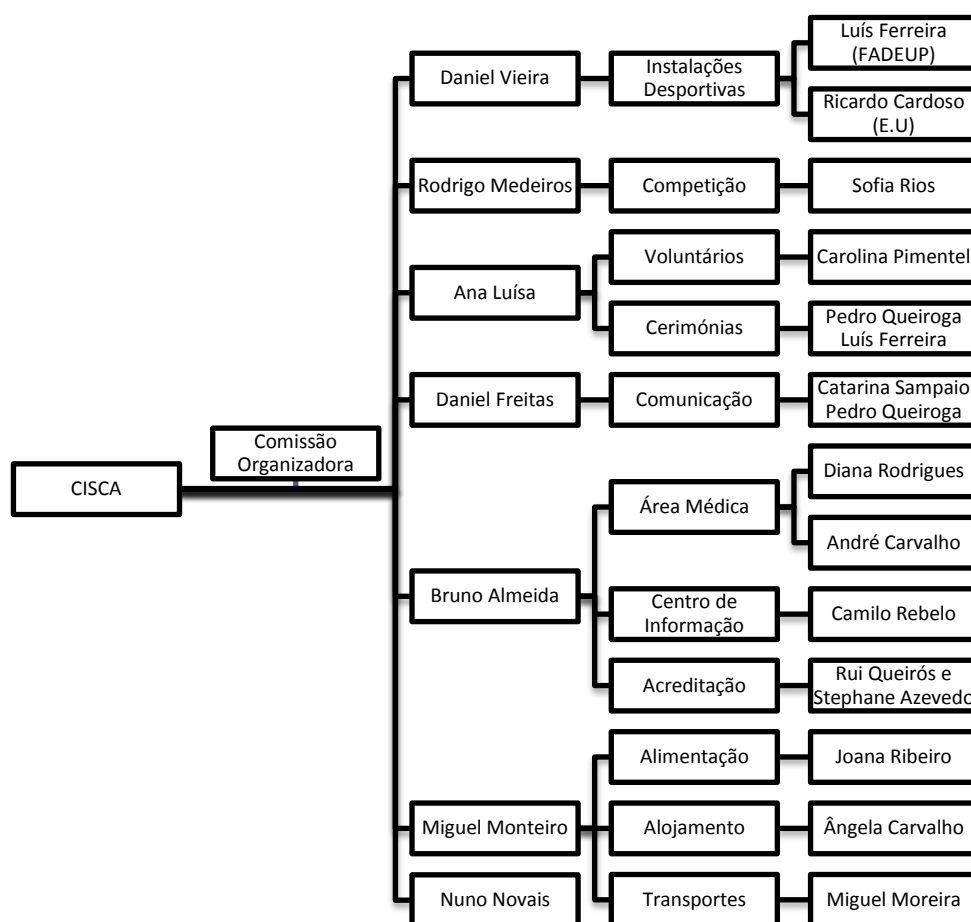 CISCA
Comissão
Organizadora
Daniel Vieira
Instalações
Desportivas
Luís Ferreira
(FADEUP)
Ricardo Cardoso
(E.U)
Rodrigo Medeiros
Competição
Sofia Rios
Ana Luísa
Voluntários
Carolina Pimentel
Cerimónias
Pedro Queiroga
Luís Ferreira
Daniel Freitas
Comunicação
Catarina Sampaio
Pedro Queiroga
Bruno Almeida
Área Médica
Diana Rodrigues
André Carvalho
Centro de
Informação
Camilo Rebelo
Acreditação
Rui Queirós e
Stephane Azevedo
Miguel Monteiro
Alimentação
Joana Ribeiro
Alojamento
Ângela Carvalho
Transportes
Miguel Moreira
Nuno Novais